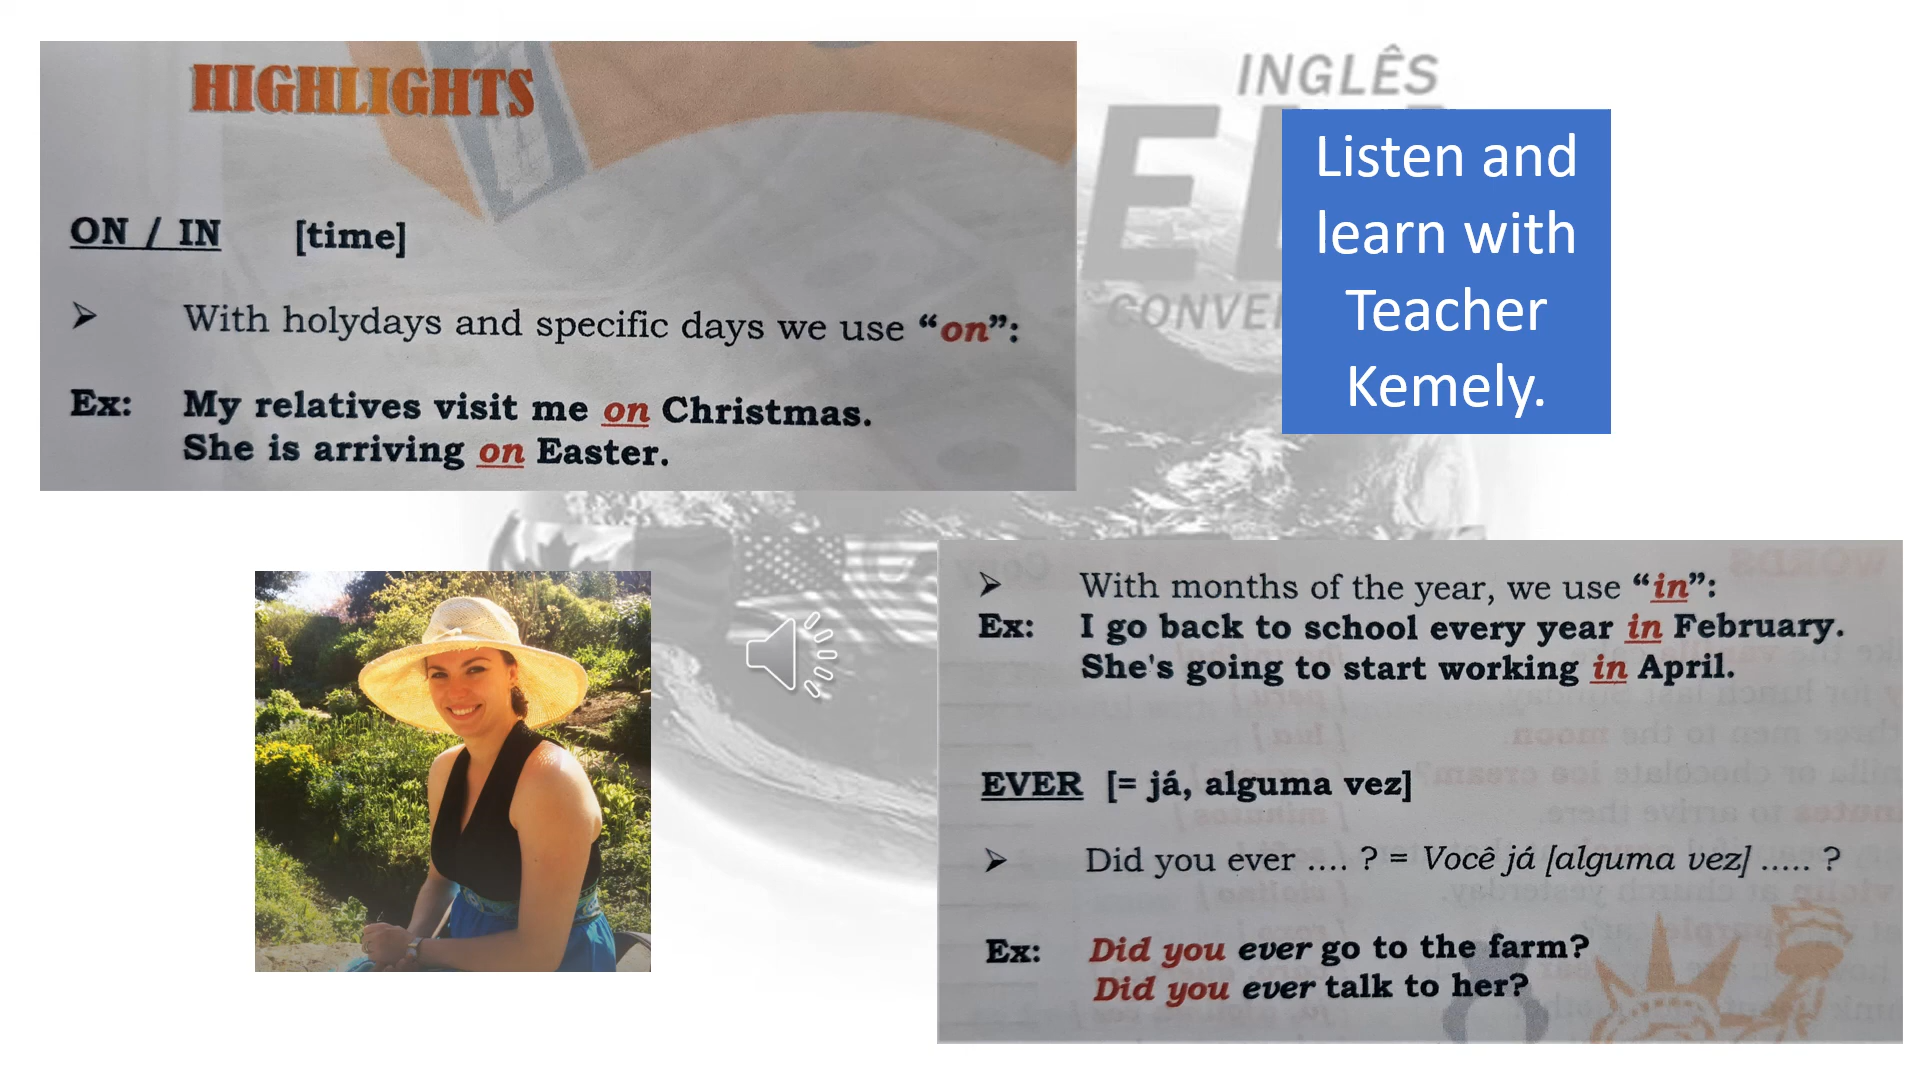 HIGHLIGHTS
ON / IN [time]
➤ With holydays and specific days we use “on”:
Ex: My relatives visit me on Christmas.
She is arriving on Easter.
INGLÊS
Listen and
learn with
Teacher
Kemely.
➤ With months of the year, we use “in”:
Ex: I go back to school every year in February.
She's going to start working in April.
EVER [= já, alguma vez]
➤ Did you ever .... ? = Você já [alguma vez] ..... ?
Ex: Did you ever go to the farm?
Did you ever talk to her?